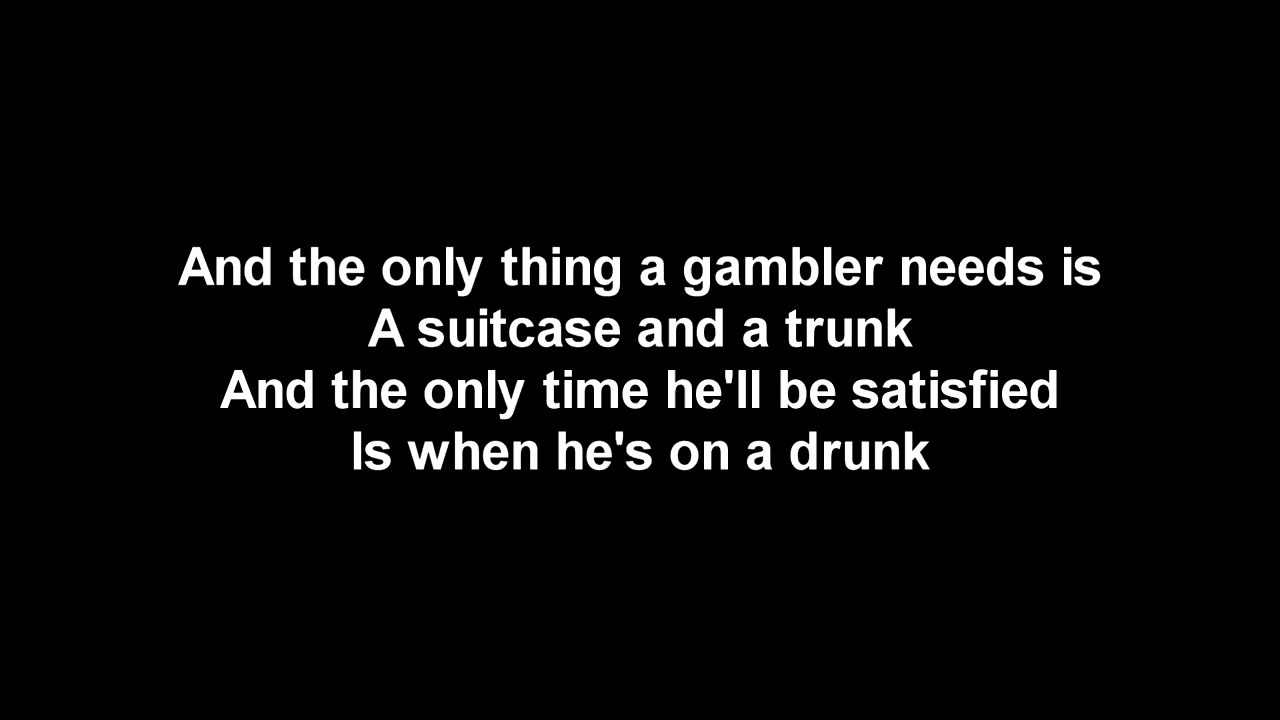 And the only thing a gambler needs is
A suitcase and a trunk
And the only time he'll be satisfied
Is when he's on a drunk